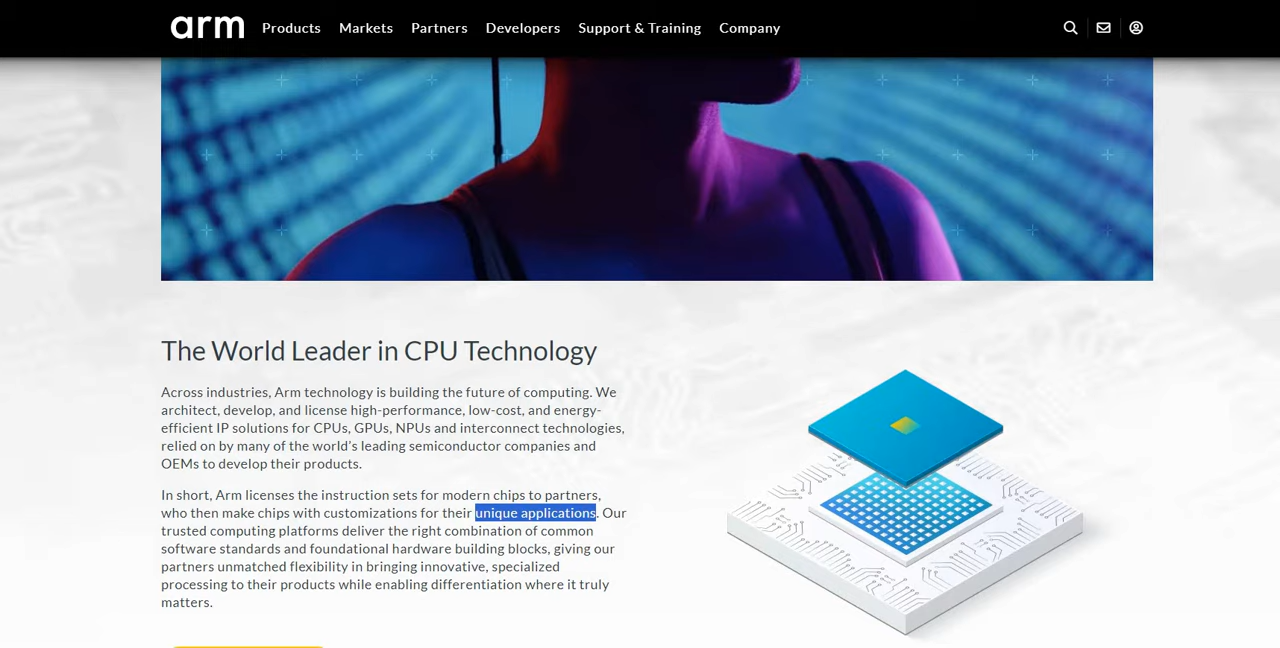 arm Products Markets Partners Developers Support & Training Company
The World Leader in CPU Technology
Across industries, Arm technology is building the future of computing. We
architect, develop, and license high-performance, low-cost, and energy-
efficient IP solutions for CPUs, GPUs, NPUs and interconnect technologies,
relied on by many of the world's leading semiconductor companies and
OEMs to develop their products.
In short, Arm licenses the instruction sets for modern chips to partners,
who then make chips with customizations for their unique applications. Our
trusted computing platforms deliver the right combination of common
software standards and foundational hardware building blocks, giving our
partners unmatched flexibility in bringing innovative, specialized
processing to their products while enabling differentiation where it truly
matters.